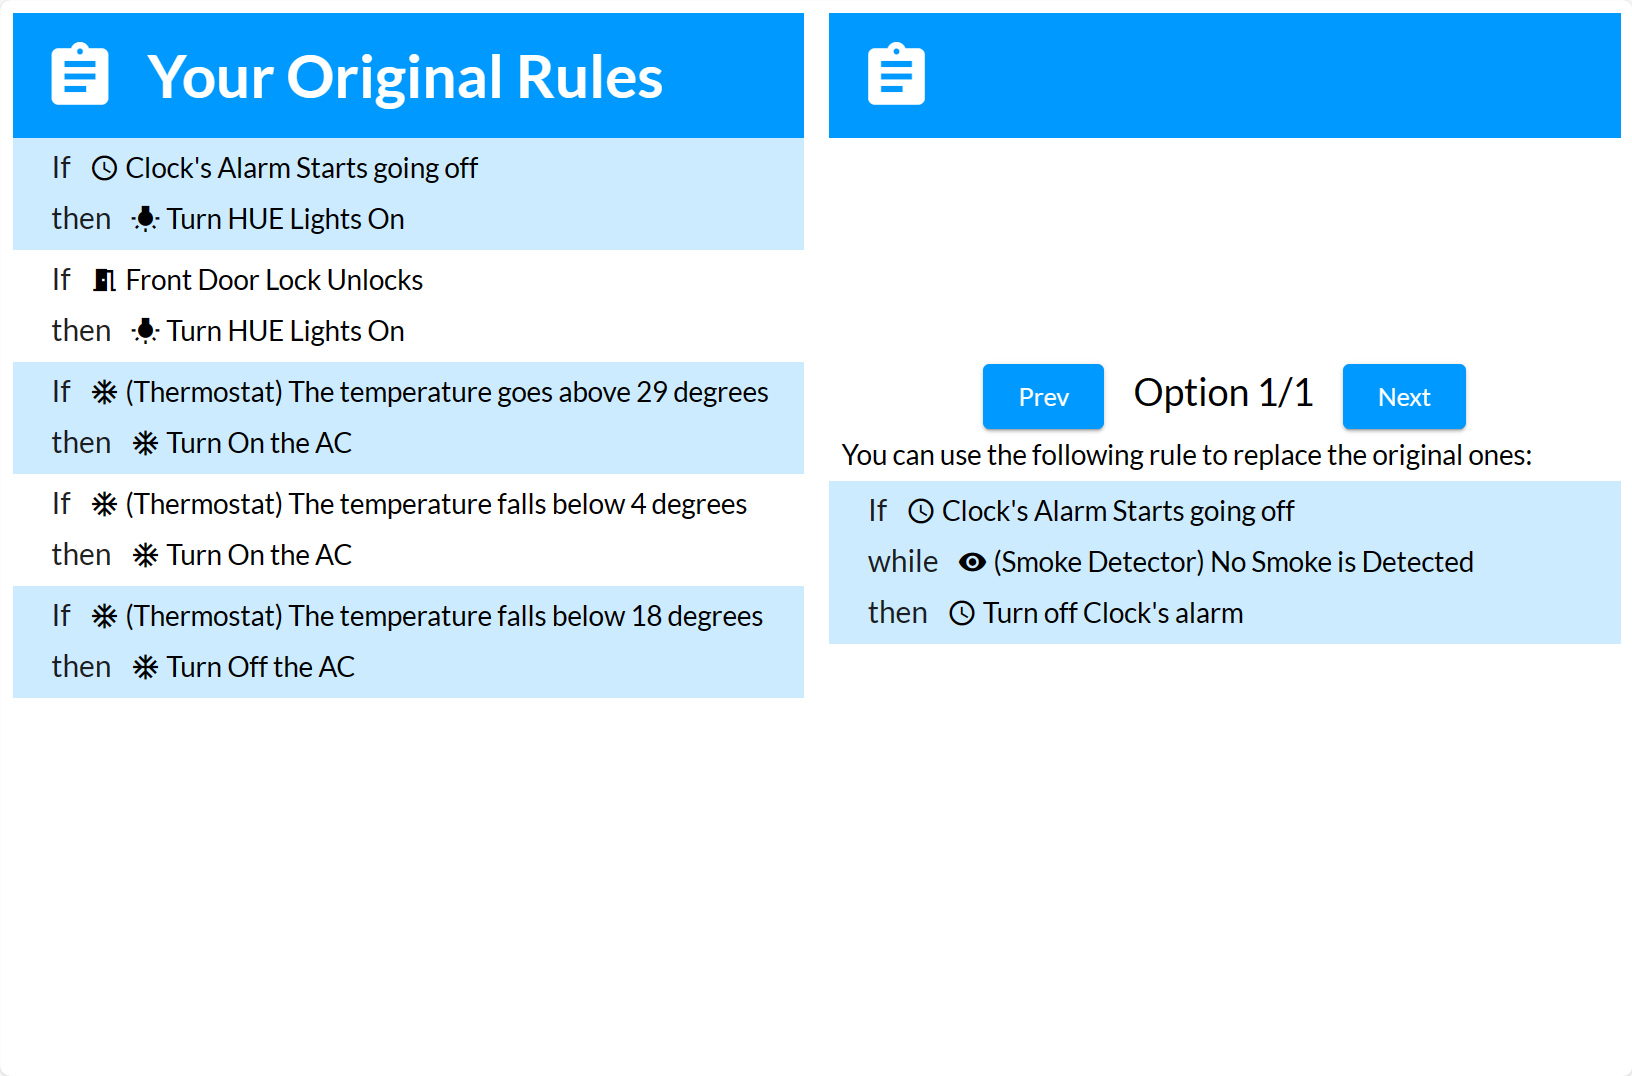 Your Original Rules
If Clock's Alarm Starts going off
then Turn HUE Lights On
If Front Door Lock Unlocks
then Turn HUE Lights On
If (Thermostat) The temperature goes above 29 degrees
then Turn On the AC
If (Thermostat) The temperature falls below 4 degrees
then Turn On the AC
If (Thermostat) The temperature falls below 18 degrees
then Turn Off the AC
Prev Option 1/1 Next
You can use the following rule to replace the original ones:
If Clock's Alarm Starts going off
while (Smoke Detector) No Smoke is Detected
then Turn off Clock's alarm